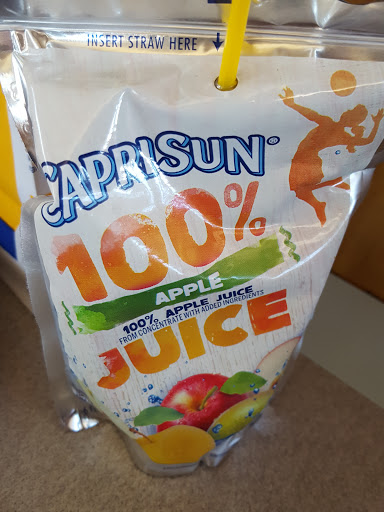 INSERT STRAW HERE
CAPRISUN®
100%
APPLE
100% APPLE JUICE
FROM CONCENTRATE WITH ADDED INGREDIENTS
JUICE